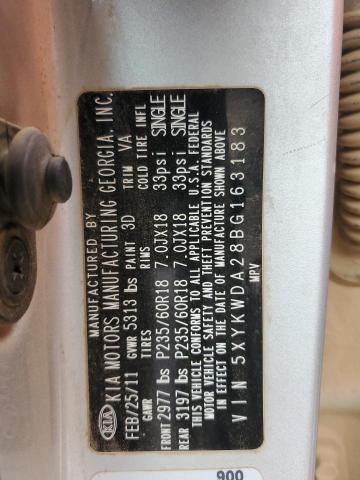 MANUFACTURED BY
KIA KIA MOTORS MANUFACTURING GEORGIA, INC.
FEB/25/11 GVWR 5313 lbs PAINT 3D TRIM VA
GAWR TIRES RIMS COLD TIRE INFL
FRONT 2977 lbs P235/60R18 7.0JX18 33psi SINGLE
REAR 3197 lbs P235/60R18 7.0JX18 33psi SINGLE
THIS VEHICLE CONFORMS TO ALL APPLICABLE U.S.A. FEDERAL
MOTOR VEHICLE SAFETY AND THEFT PREVENTION STANDARDS
IN EFFECT ON THE DATE OF MANUFACTURE SHOWN ABOVE
VIN 5XYKWDA28BG163183
MPV
900